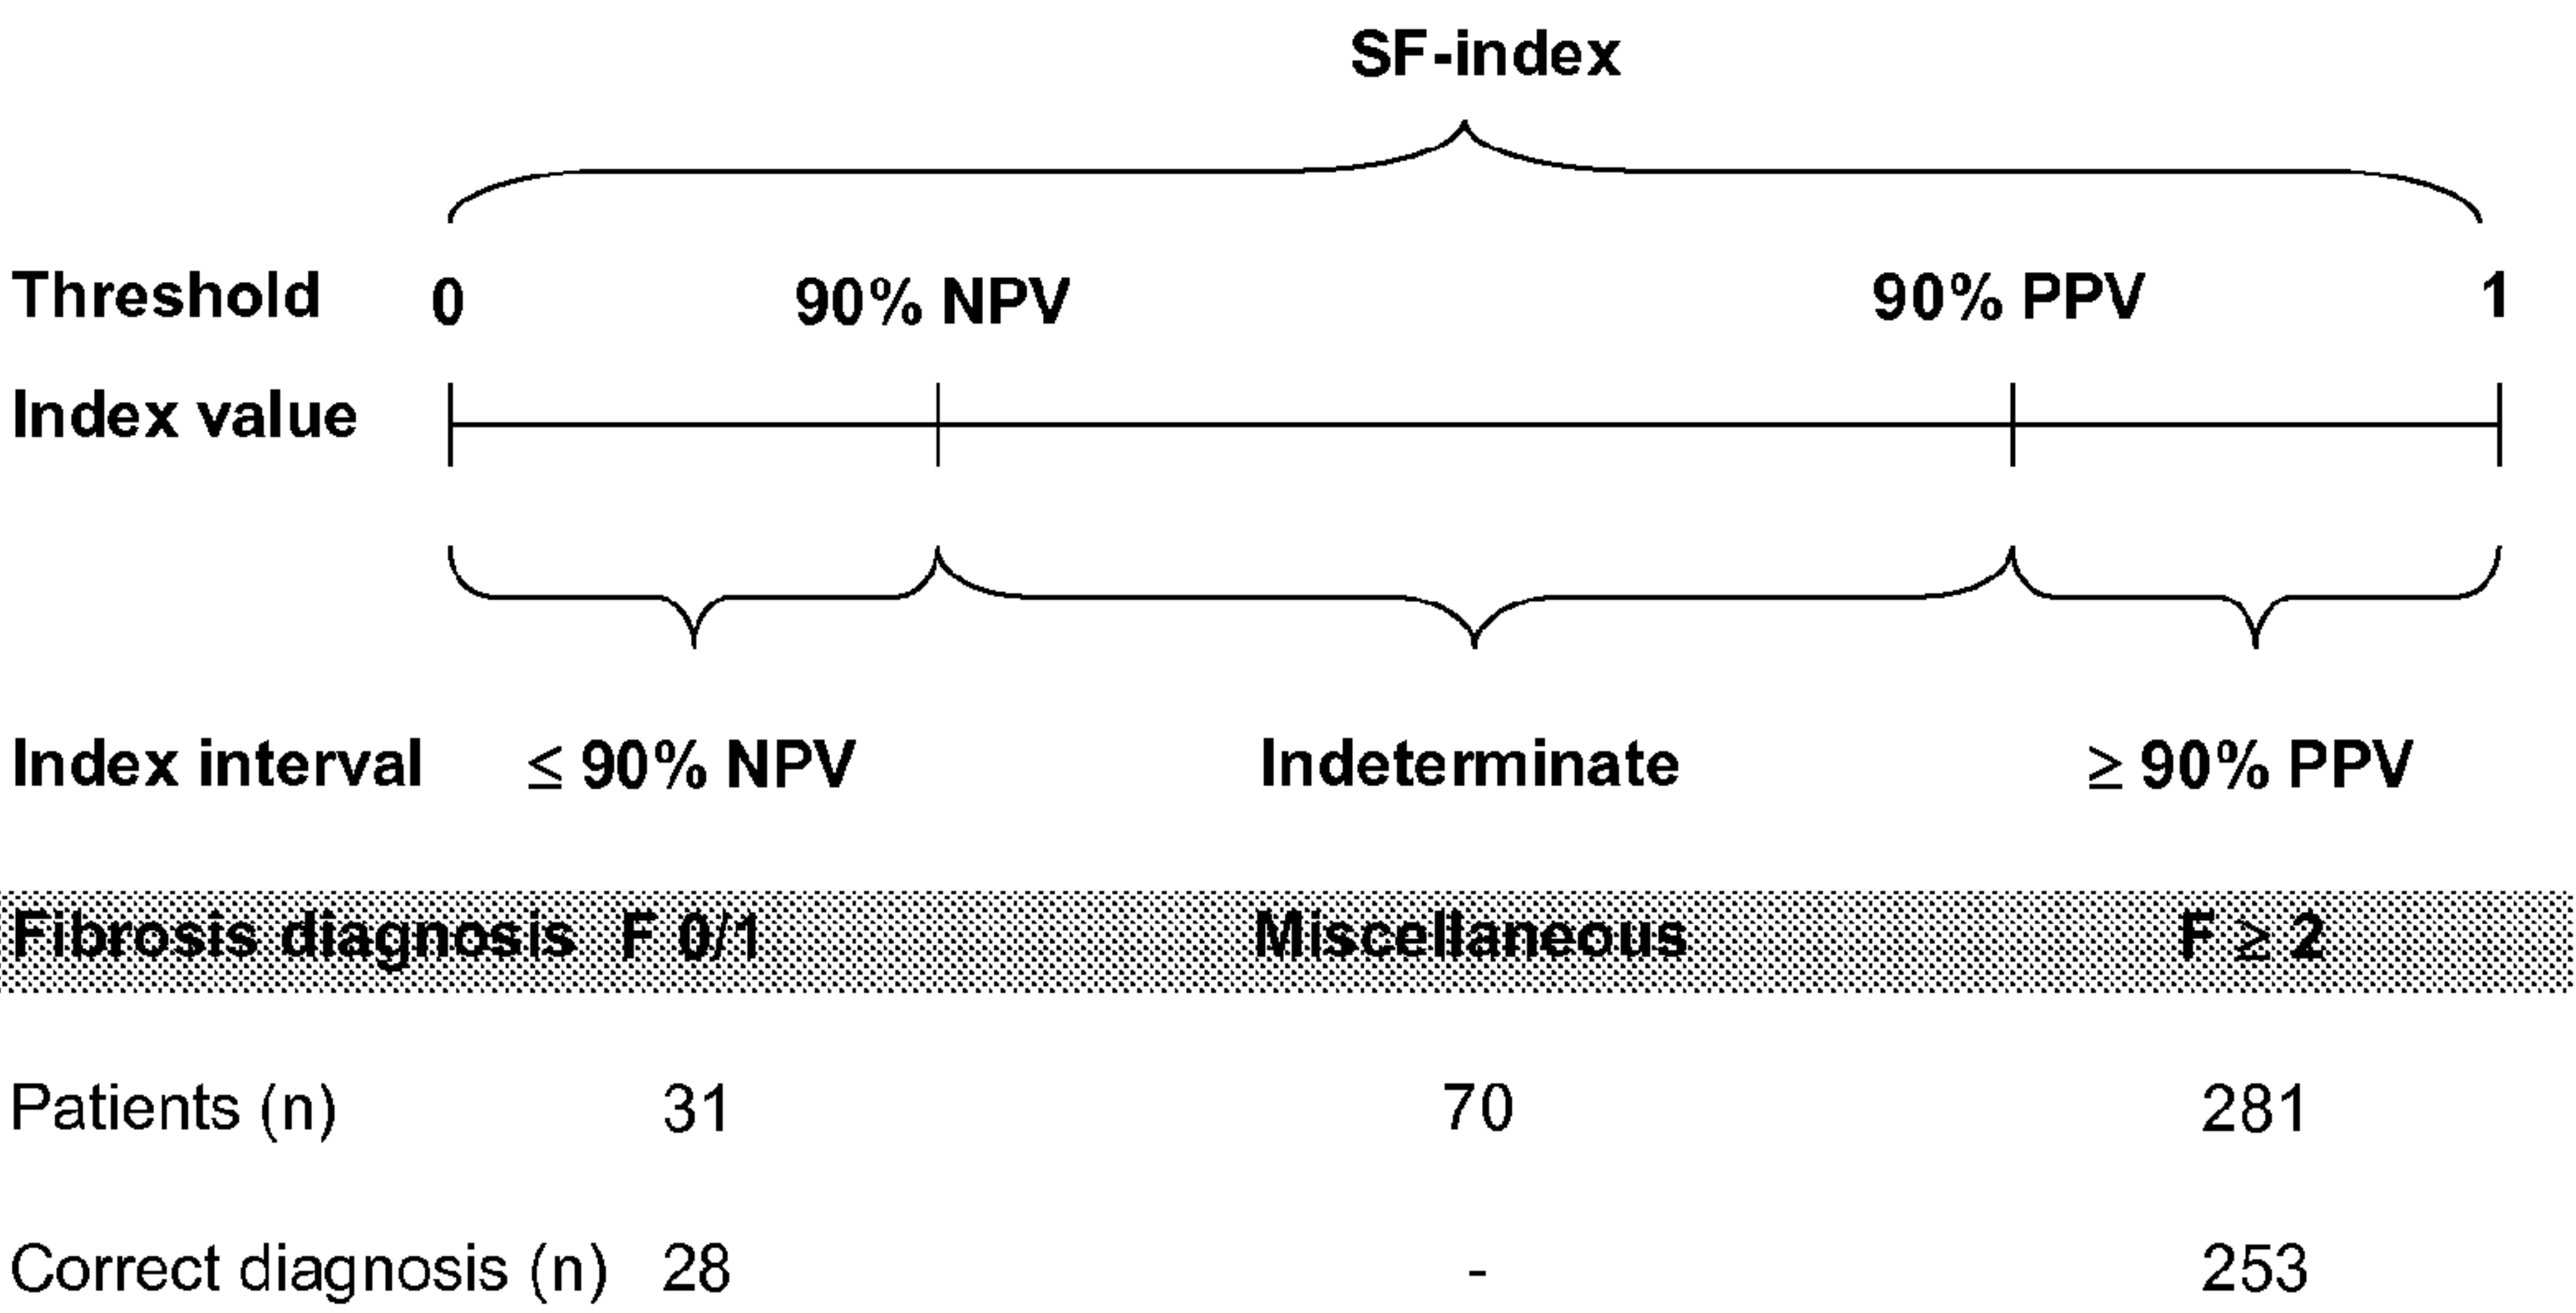 SF-index
Threshold 0 90% NPV 90% PPV 1
Index value
Index interval ≤ 90% NPV Indeterminate ≥ 90% PPV
Fibrosis diagnosis F 0/1 Miscellaneous F ≥ 2
Patients (n) 31 70 281
Correct diagnosis (n) 28 - 253